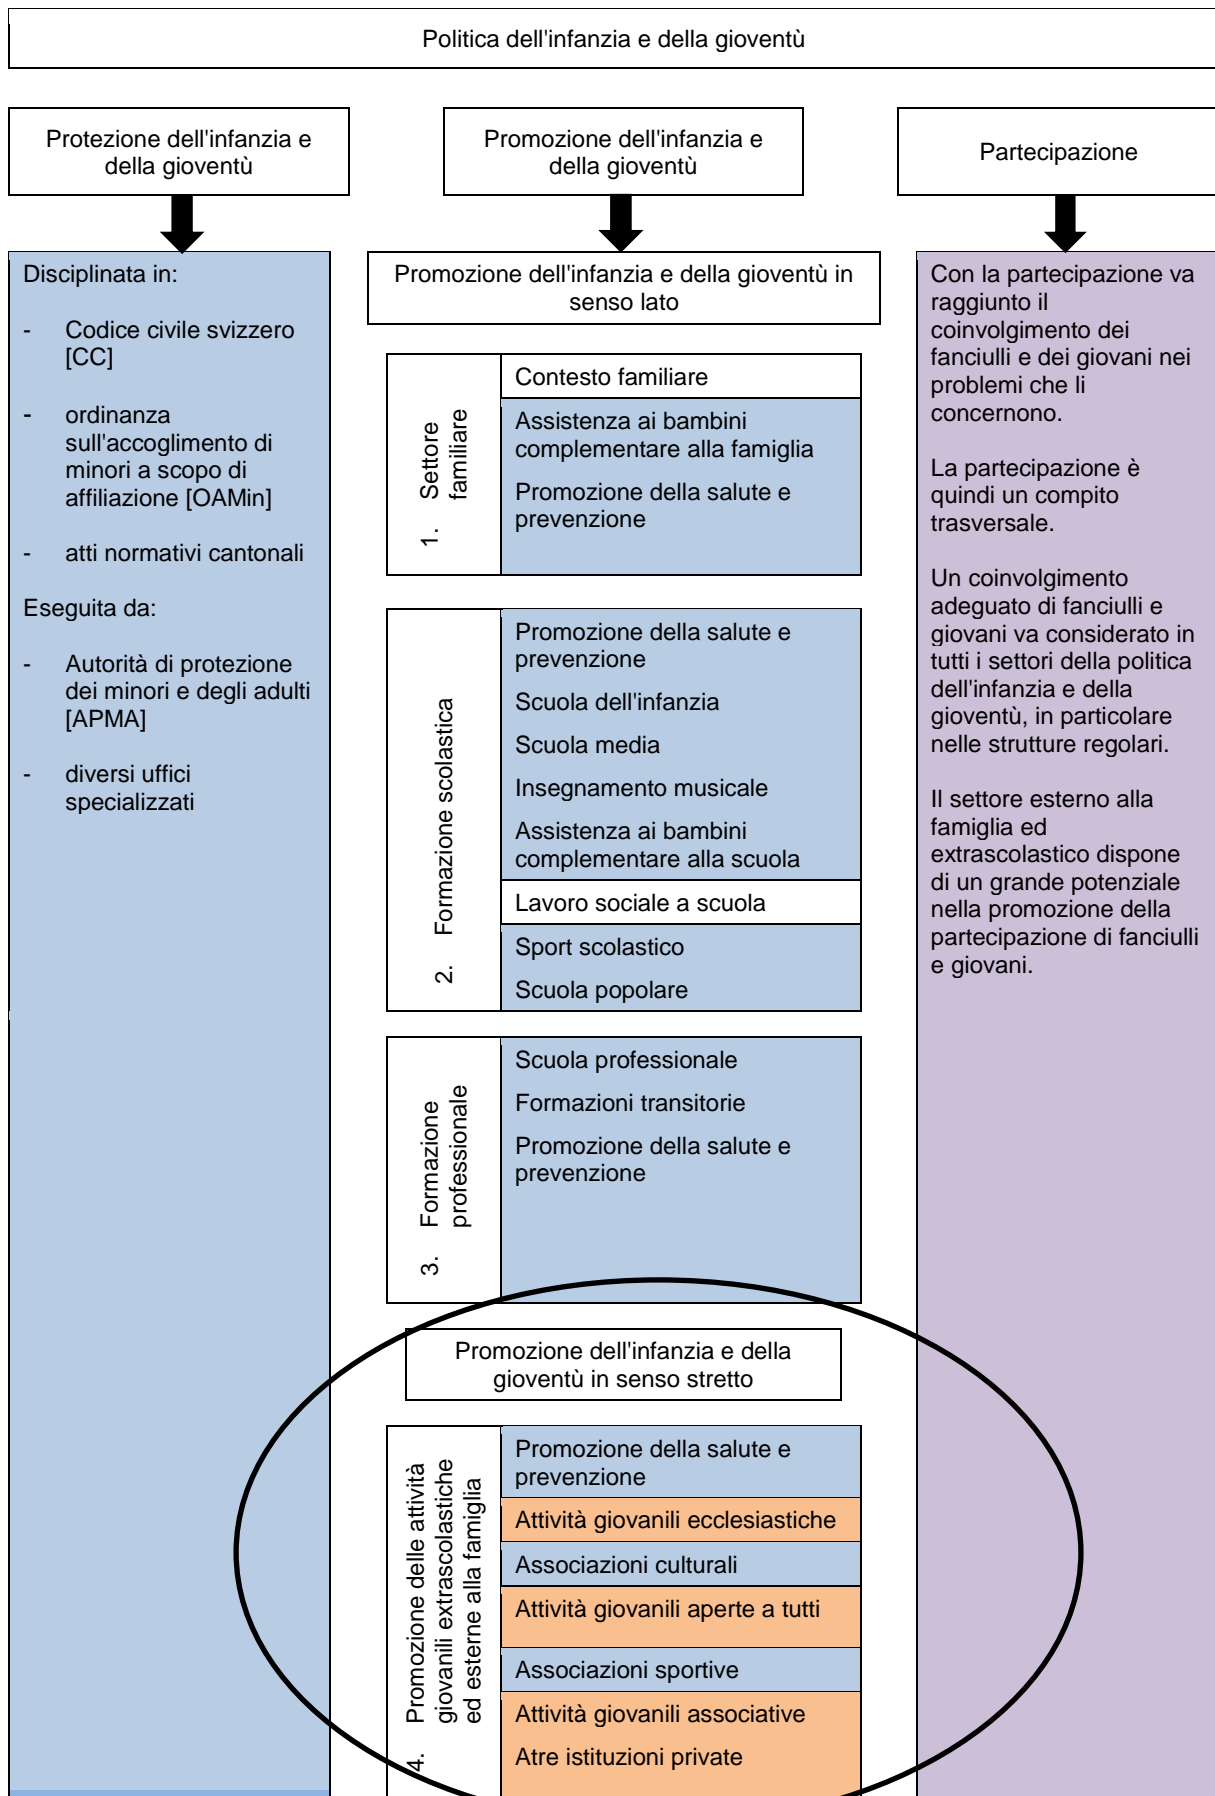 Politica dell'infanzia e della gioventù
Protezione dell'infanzia e
della gioventù
Promozione dell'infanzia e
della gioventù
Partecipazione
Disciplinata in:
- Codice civile svizzero
[CC]
- ordinanza
sull'accoglimento di
minori a scopo di
affiliazione [OAMin]
- atti normativi cantonali
Eseguita da:
- Autorità di protezione
dei minori e degli adulti
[APMA]
- diversi uffici
specializzati
Promozione dell'infanzia e della gioventù in
senso lato
1. Settore
familiare
Contesto familiare
Assistenza ai bambini
complementare alla famiglia
Promozione della salute e
prevenzione
2. Formazione scolastica
Promozione della salute e
prevenzione
Scuola dell'infanzia
Scuola media
Insegnamento musicale
Assistenza ai bambini
complementare alla scuola
Lavoro sociale a scuola
Sport scolastico
Scuola popolare
3. Formazione
professionale
Scuola professionale
Formazioni transitorie
Promozione della salute e
prevenzione
Promozione dell'infanzia e della
gioventù in senso stretto
4. Promozione delle attività
giovanili extrascolastiche
ed esterne alla famiglia
Promozione della salute e
prevenzione
Attività giovanili ecclesiastiche
Associazioni culturali
Attività giovanili aperte a tutti
Associazioni sportive
Attività giovanili associative
Atre istituzioni private
Con la partecipazione va
raggiunto il
coinvolgimento dei
fanciulli e dei giovani nei
problemi che li
concernono.
La partecipazione è
quindi un compito
trasversale.
Un coinvolgimento
adeguato di fanciulli e
giovani va considerato in
tutti i settori della politica
dell'infanzia e della
gioventù, in particolare
nelle strutture regolari.
Il settore esterno alla
famiglia ed
extrascolastico dispone
di un grande potenziale
nella promozione della
partecipazione di fanciulli
e giovani.